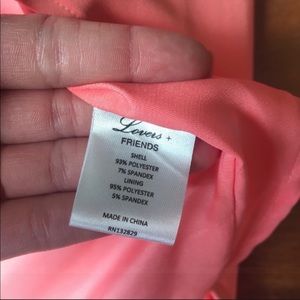 Lovers +
FRIENDS
SHELL
93% POLYESTER
7% SPANDEX
LINING
95% POLYESTER
5% SPANDEX
MADE IN CHINA
RN132829